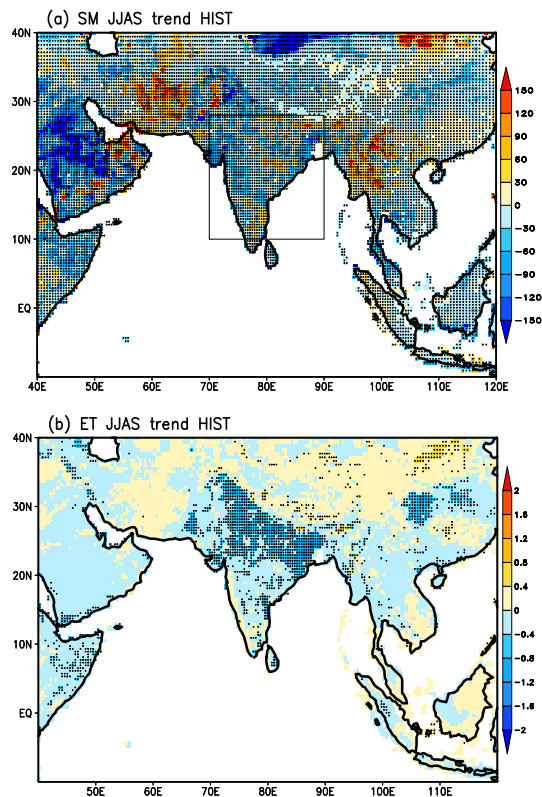 (a) SM JJAS trend HIST
40N
30N
20N
10N
EQ
40E 50E 60E 70E 80E 90E 100E 110E 120E
150
120
90
60
30
0
-30
-60
-90
-120
-150
(b) ET JJAS trend HIST
40N
30N
20N
10N
EQ
50E 60E 70E 80E 90E 100E 110E 120E
2
1.6
1.2
0.8
0.4
0
-0.4
-0.8
-1.2
-1.6
-2